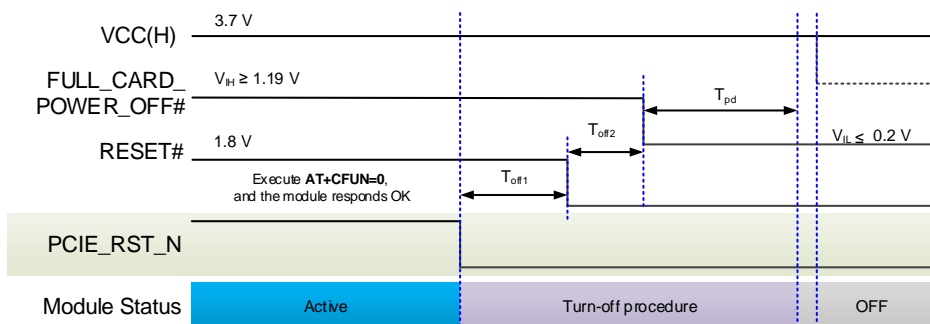 3.7 V
VCC(H)
FULL_CARD_
POWER_OFF#
VIH ≥ 1.19 V
Tpd
RESET#
1.8 V
Toff2
VIL ≤ 0.2 V
Execute AT+CFUN=0,
and the module responds OK
Toff1
PCIE_RST_N
Module Status
Active
Turn-off procedure
OFF